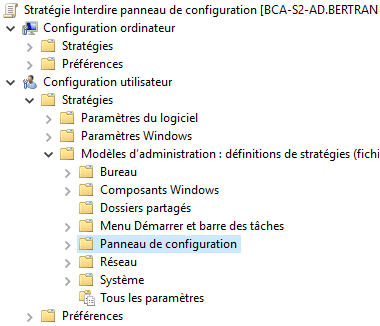 Stratégie Interdire panneau de configuration [BCA-S2-AD.BERTRAN
Configuration ordinateur
Stratégies
Préférences
Configuration utilisateur
Stratégies
Paramètres du logiciel
Paramètres Windows
Modèles d'administration : définitions de stratégies (fichi
Bureau
Composants Windows
Dossiers partagés
Menu Démarrer et barre des tâches
Panneau de configuration
Réseau
Système
Tous les paramètres
Préférences